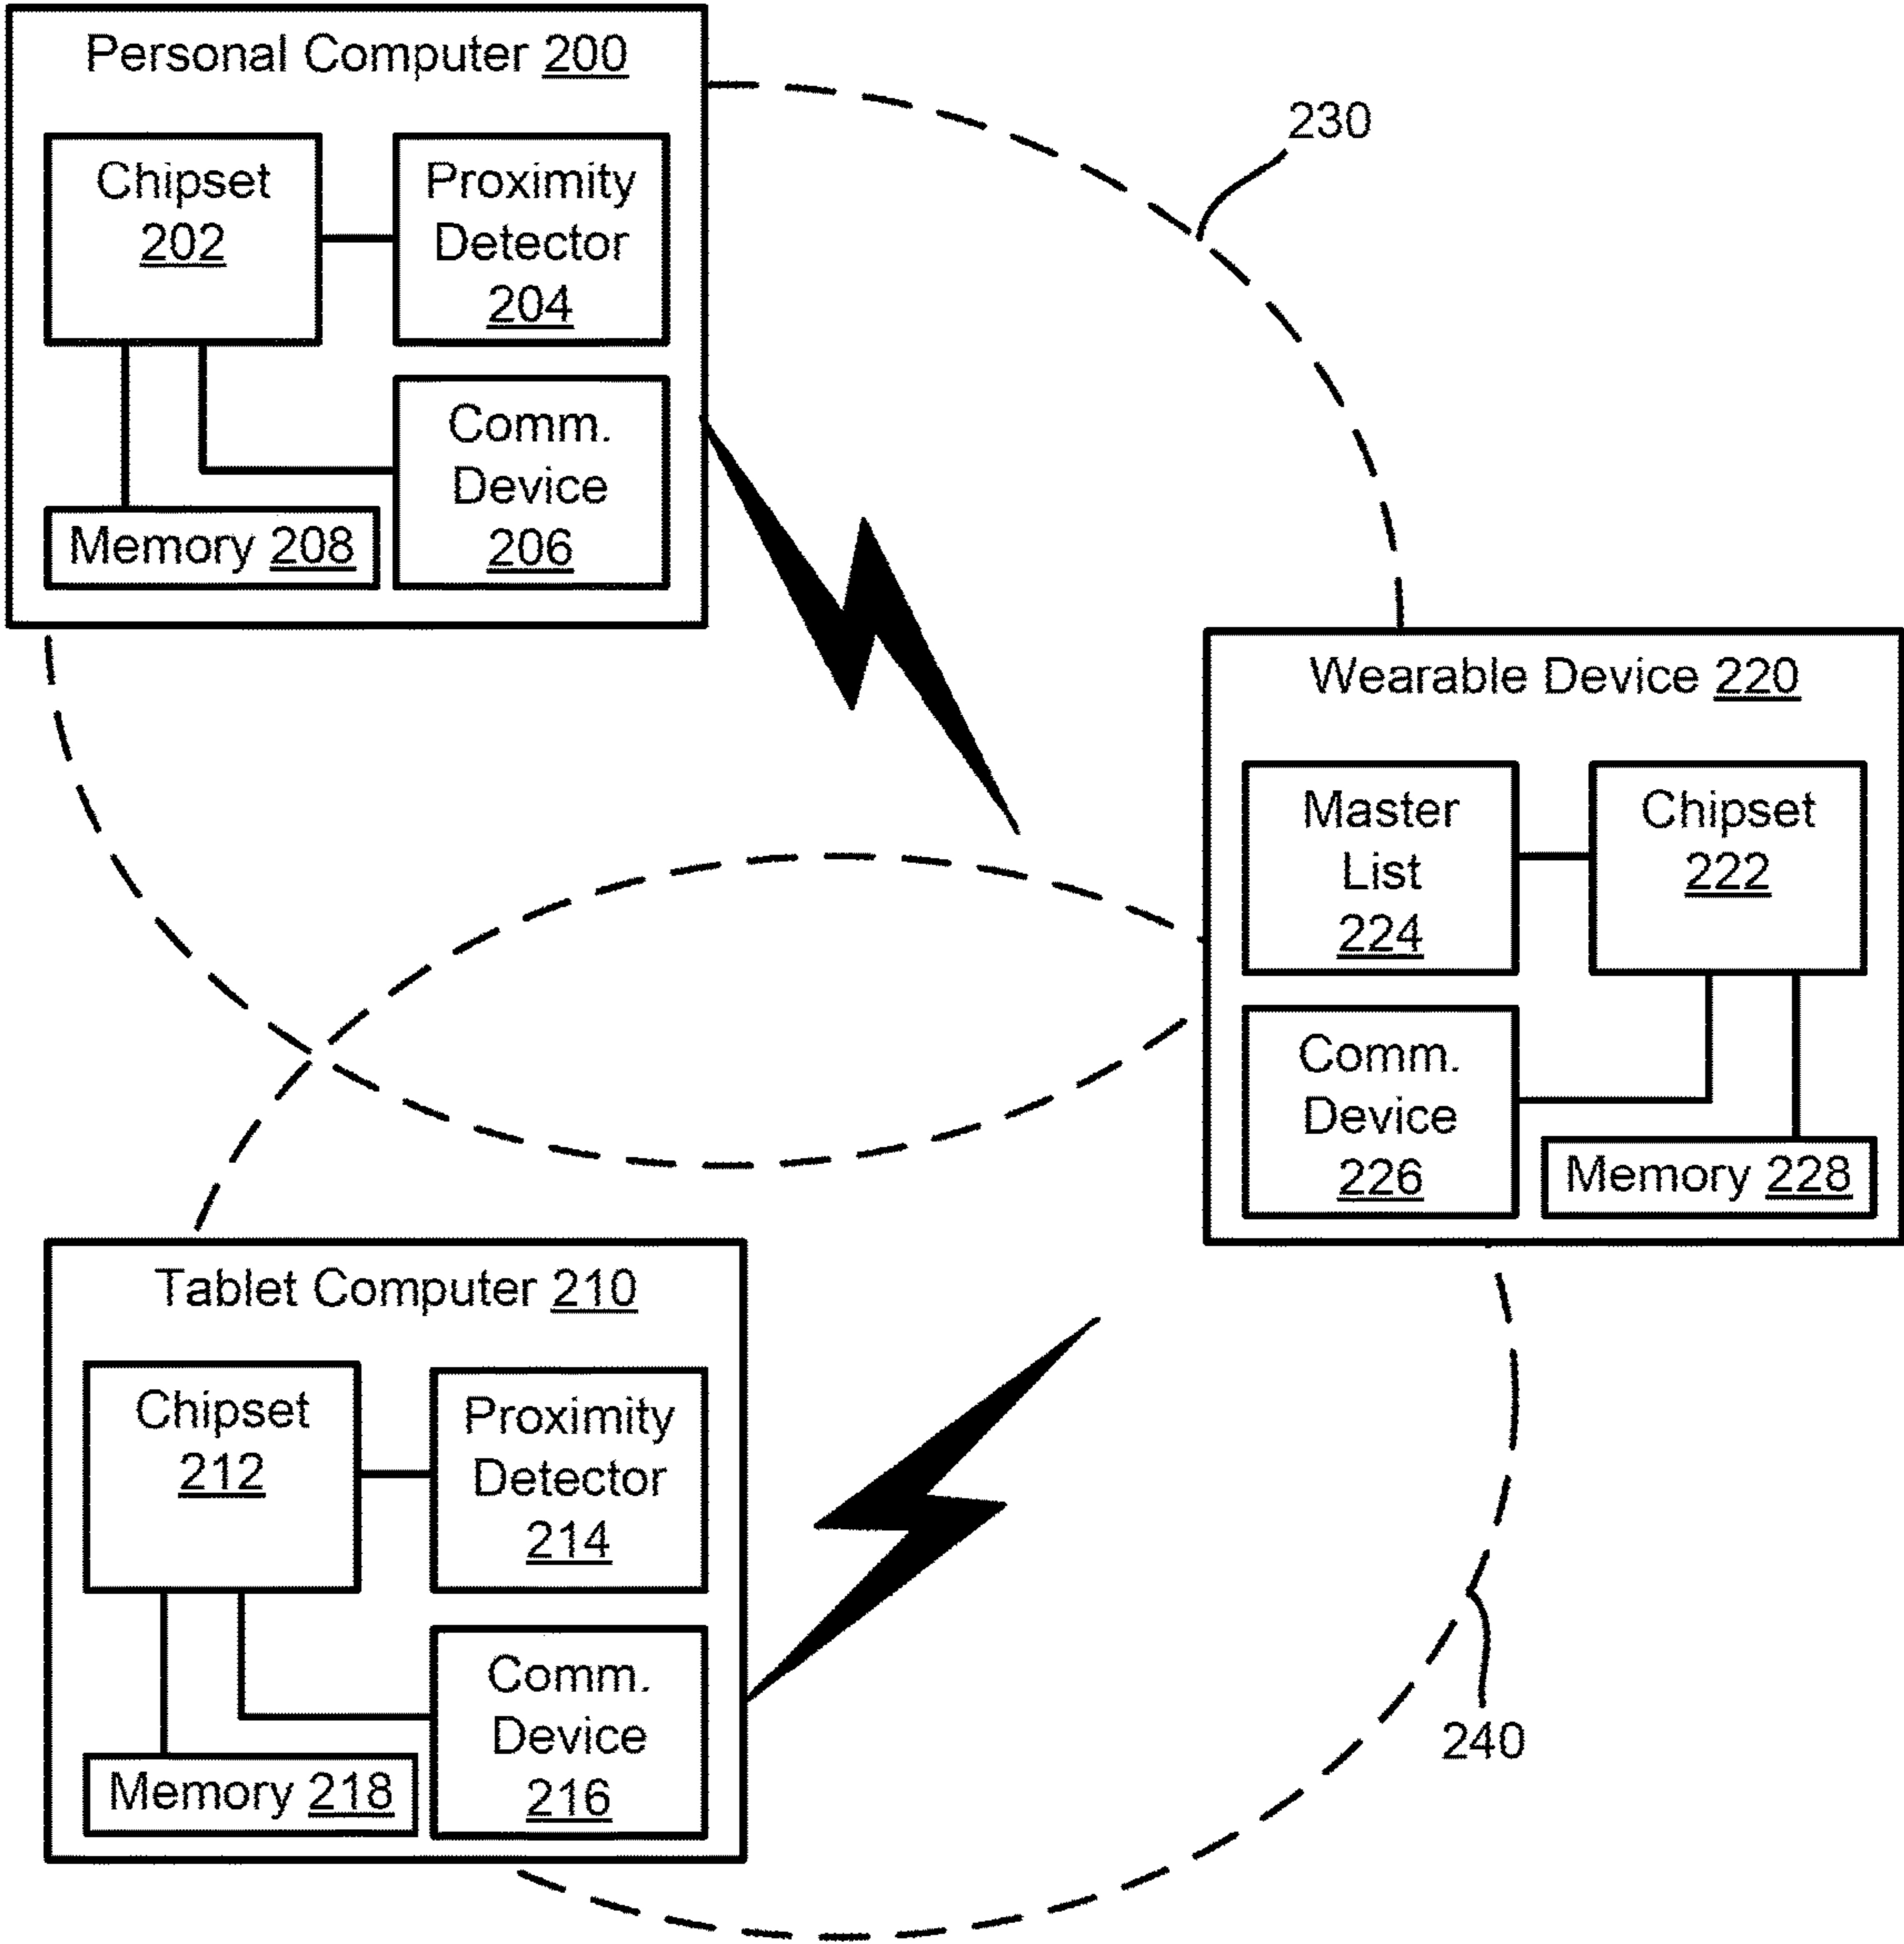 Personal Computer 200
Chipset
202
Proximity
Detector
204
Comm.
Device
206
Memory 208
230
Wearable Device 220
Master
List
224
Chipset
222
Comm.
Device
226
Memory 228
Tablet Computer 210
Chipset
212
Proximity
Detector
214
Comm.
Device
216
Memory 218
240